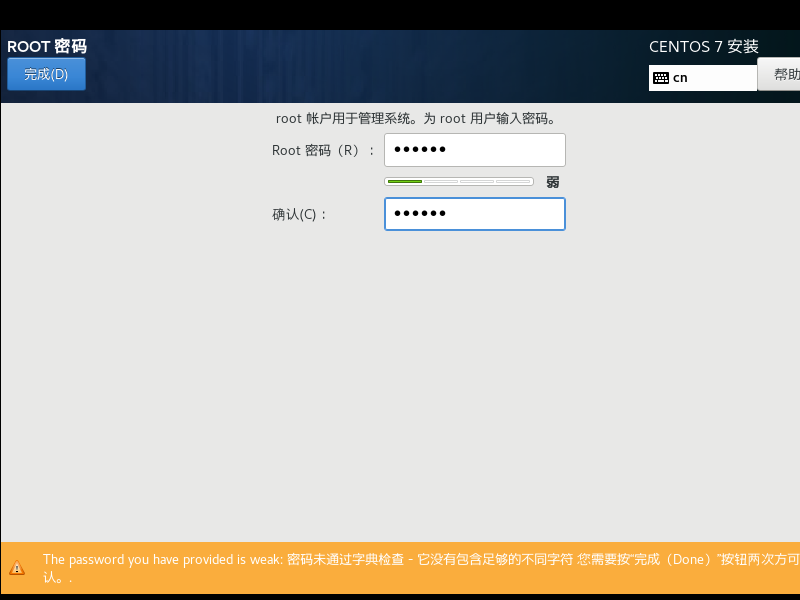 ROOT 密码
CENTOS 7 安装
完成(D)
cn
帮助
root 帐户用于管理系统。为 root 用户输入密码。
Root 密码（R）：
●●●●●●
弱
确认(C)：
●●●●●●
The password you have provided is weak: 密码未通过字典检查 - 它没有包含足够的不同字符 您需要按"完成（Done）"按钮两次方可
认。.